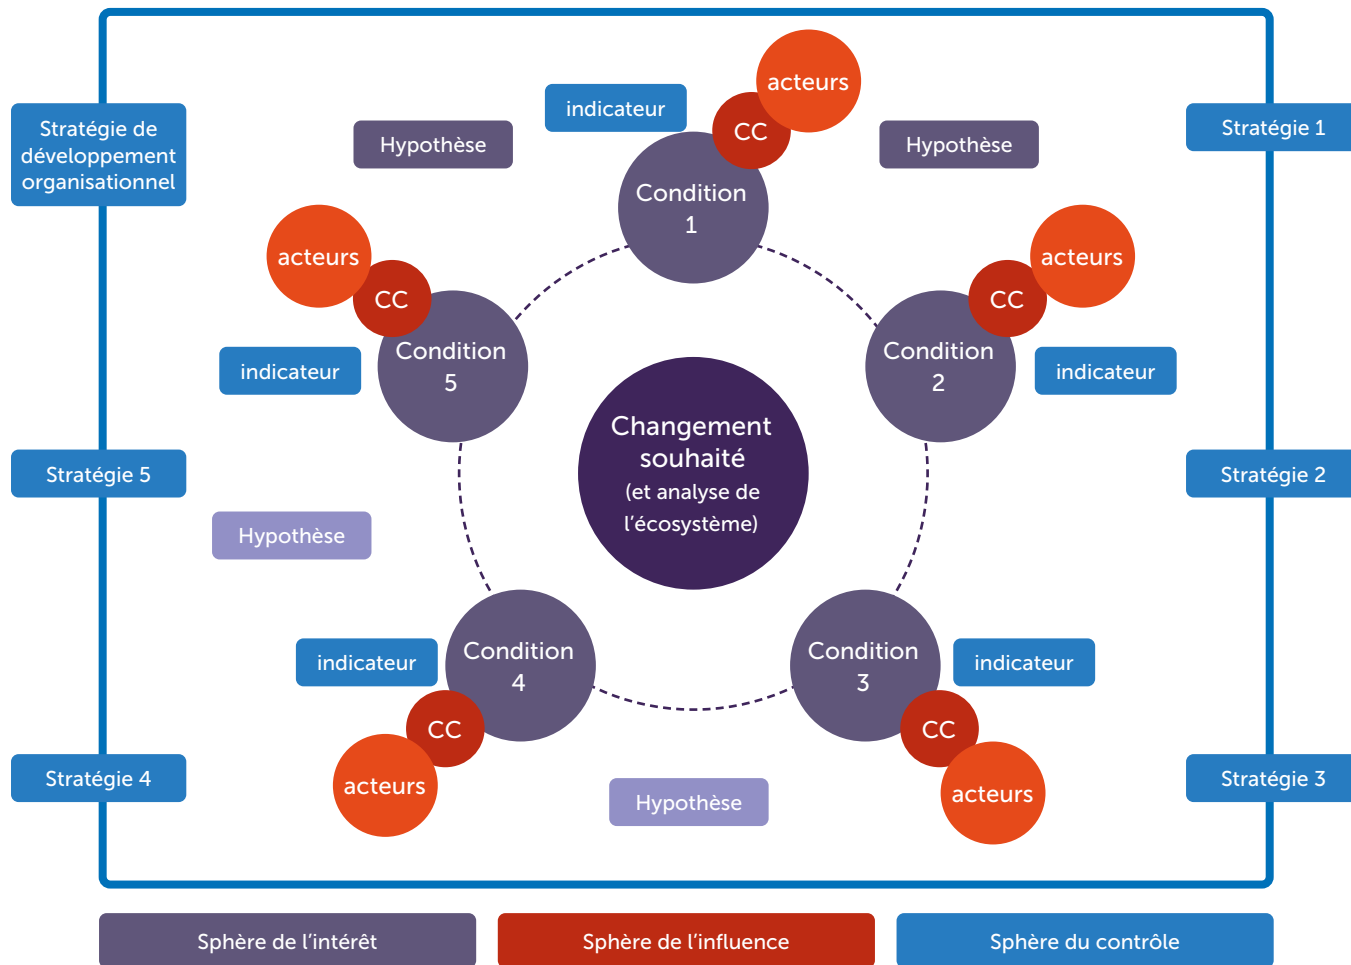 acteurs
indicateur
CC
Stratégie de
développement
organisationnel
Hypothèse
Hypothèse
Stratégie 1
Condition
1
acteurs
CC
acteurs
CC
indicateur
Condition
5
Condition
2
indicateur
Changement
souhaité
(et analyse de
l’écosystème)
Stratégie 5
Stratégie 2
Hypothèse
indicateur
Condition
4
Condition
3
indicateur
CC
CC
Stratégie 4
acteurs
Hypothèse
acteurs
Stratégie 3
Sphère de l’intérêt
Sphère de l’influence
Sphère du contrôle